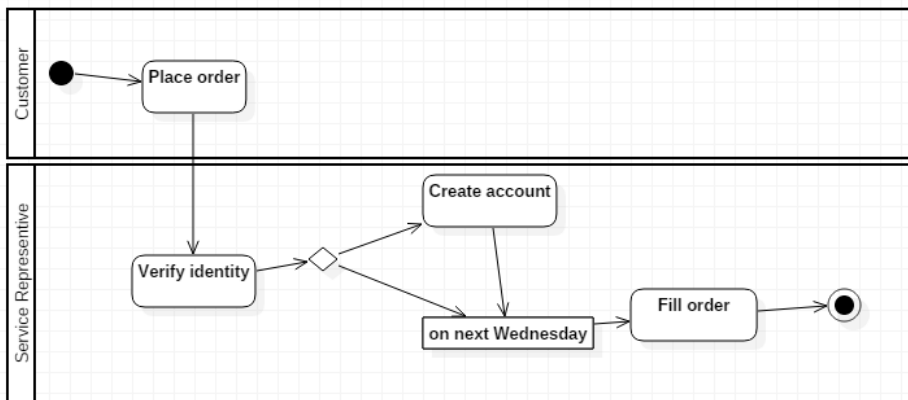 Customer
Place order
Service Representive
Create account
Verify identity
on next Wednesday
Fill order